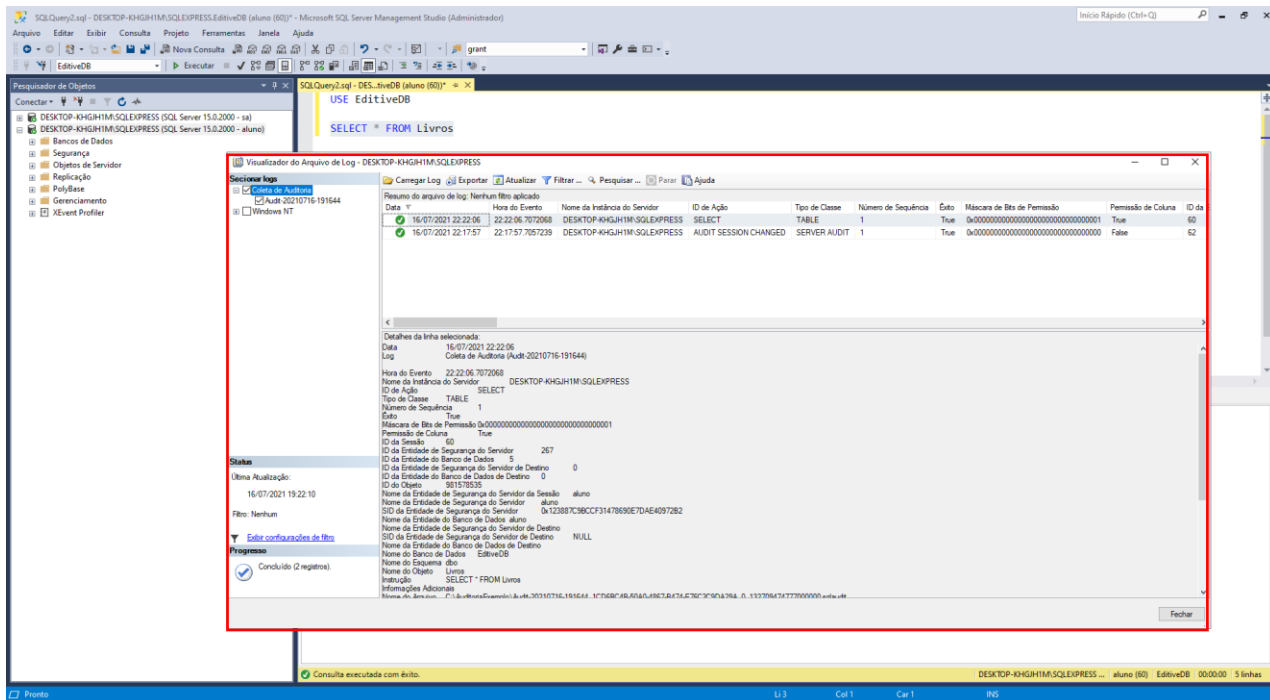 SQLQuery2.sql - DESKTOP-KHGJH1M\SQLEXPRESS.EditiveDB (aluno (60))* - Microsoft SQL Server Management Studio (Administrador)
Início Rápido (Ctrl+Q)
Arquivo Editar Exibir Consulta Projeto Ferramentas Janela Ajuda
Nova Consulta grant
EditiveDB Executar
Pesquisador de Objetos
SQLQuery2.sql - DES...tiveDB (aluno (60))*
Conectar
DESKTOP-KHGJH1M\SQLEXPRESS (SQL Server 15.0.2000 - sa)
DESKTOP-KHGJH1M\SQLEXPRESS (SQL Server 15.0.2000 - aluno)
Bancos de Dados
Segurança
Objetos de Servidor
Replicação
PolyBase
Gerenciamento
XEvent Profiler
USE EditiveDB
SELECT * FROM Livros
Visualizador do Arquivo de Log - DESKTOP-KHGJH1M\SQLEXPRESS
Secionar logs
Coleta de Auditoria
Audit-20210716-191644
Windows NT
Carregar Log Exportar Atualizar Filtrar ... Pesquisar ... Parar Ajuda
Resumo do arquivo de log: Nenhum filtro aplicado
Data Hora do Evento Nome da Instância do Servidor ID de Ação Tipo de Classe Número de Sequência Êxito Máscara de Bits de Permissão Permissão de Coluna ID da
16/07/2021 22:22:06 22:22:06.7072068 DESKTOP-KHGJH1M\SQLEXPRESS SELECT TABLE 1 True 0x00000000000000000000000000000001 True 60
16/07/2021 22:17:57 22:17:57.7057239 DESKTOP-KHGJH1M\SQLEXPRESS AUDIT SESSION CHANGED SERVER AUDIT 1 True 0x00000000000000000000000000000000 False 62
Detalhes da linha selecionada:
Data 16/07/2021 22:22:06
Log Coleta de Auditoria (Audit-20210716-191644)
Hora do Evento 22:22:06.7072068
Nome da Instância do Servidor DESKTOP-KHGJH1M\SQLEXPRESS
ID de Ação SELECT
Tipo de Classe TABLE
Número de Sequência 1
Êxito True
Máscara de Bits de Permissão 0x00000000000000000000000000000001
Permissão de Coluna True
ID da Sessão 60
ID da Entidade de Segurança do Servidor 267
ID da Entidade do Banco de Dados 5
ID da Entidade de Segurança do Servidor de Destino 0
ID da Entidade do Banco de Dados de Destino 0
ID do Objeto 981578535
Nome da Entidade de Segurança do Servidor da Sessão aluno
Nome da Entidade de Segurança do Servidor aluno
SID da Entidade de Segurança do Servidor 0x123887C9BCCF31478690E7DAE40972B2
Nome da Entidade do Banco de Dados aluno
Nome da Entidade de Segurança do Servidor de Destino
SID da Entidade de Segurança do Servidor de Destino NULL
Nome da Entidade do Banco de Dados de Destino
Nome do Banco de Dados EditiveDB
Nome do Esquema dbo
Nome do Objeto Livros
Instrução SELECT * FROM Livros
Informações Adicionais
Nome do Arquivo
Status
Última Atualização:
16/07/2021 19:22:10
Filtro: Nenhum
Exibir configurações de filtro
Progresso
Concluído (2 registros).
Fechar
Consulta executada com êxito.
DESKTOP-KHGJH1M\SQLEXPRESS ... aluno (60) EditiveDB 00:00:00 5 linhas
Pronto Li 3 Col 1 Car 1 INS